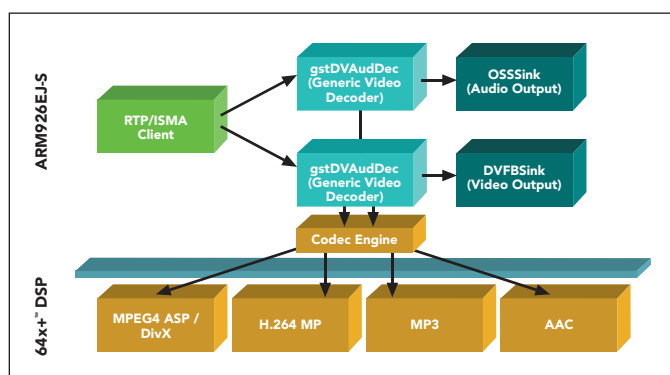 ARM926EJ-S
RTP/ISMA
Client
gstDVAudDec
(Generic Video
Decoder)
OSSSink
(Audio Output)
gstDVAudDec
(Generic Video
Decoder)
DVFBSink
(Video Output)
Codec Engine
64x+™ DSP
MPEG4 ASP /
DivX
H.264 MP
MP3
AAC